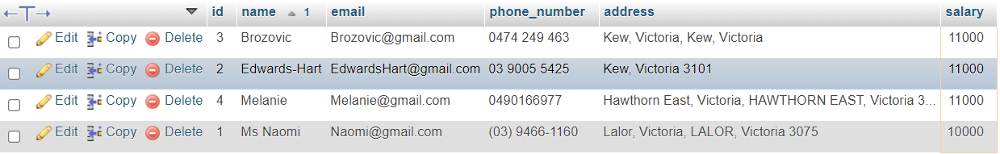 ←T→ id name 1 email phone_number address salary
Edit Copy Delete 3 Brozovic Brozovic@gmail.com 0474 249 463 Kew, Victoria, Kew, Victoria 11000
Edit Copy Delete 2 Edwards-Hart EdwardsHart@gmail.com 03 9005 5425 Kew, Victoria 3101 11000
Edit Copy Delete 4 Melanie Melanie@gmail.com 0490166977 Hawthorn East, Victoria, HAWTHORN EAST, Victoria 3... 11000
Edit Copy Delete 1 Ms Naomi Naomi@gmail.com (03) 9466-1160 Lalor, Victoria, LALOR, Victoria 3075 10000